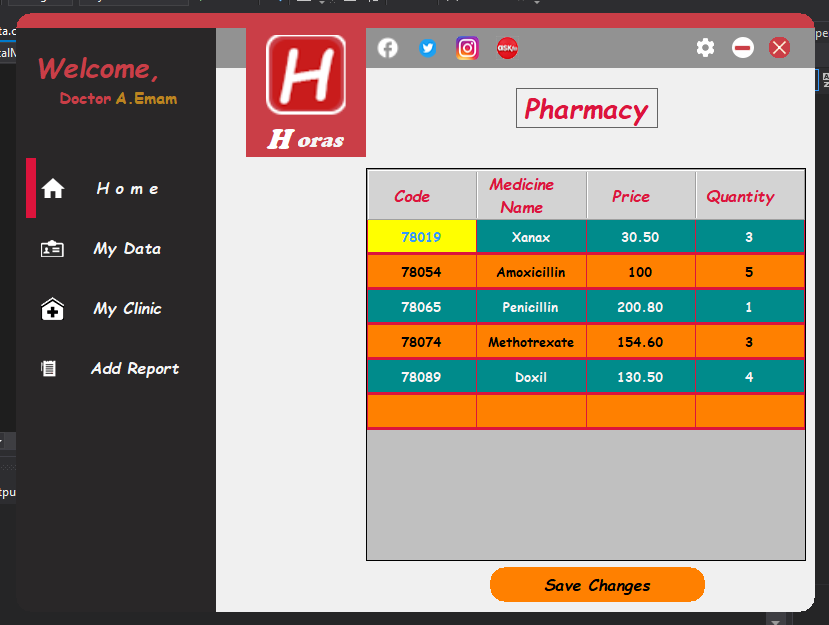 ta.c
Welcome,
Doctor A.Emam
H
H oras
ask.fm
Pharmacy
H o m e
My Data
My Clinic
Add Report
Code Medicine Name Price Quantity
78019 Xanax 30.50 3
78054 Amoxicillin 100 5
78065 Penicillin 200.80 1
78074 Methotrexate 154.60 3
78089 Doxil 130.50 4
Save Changes